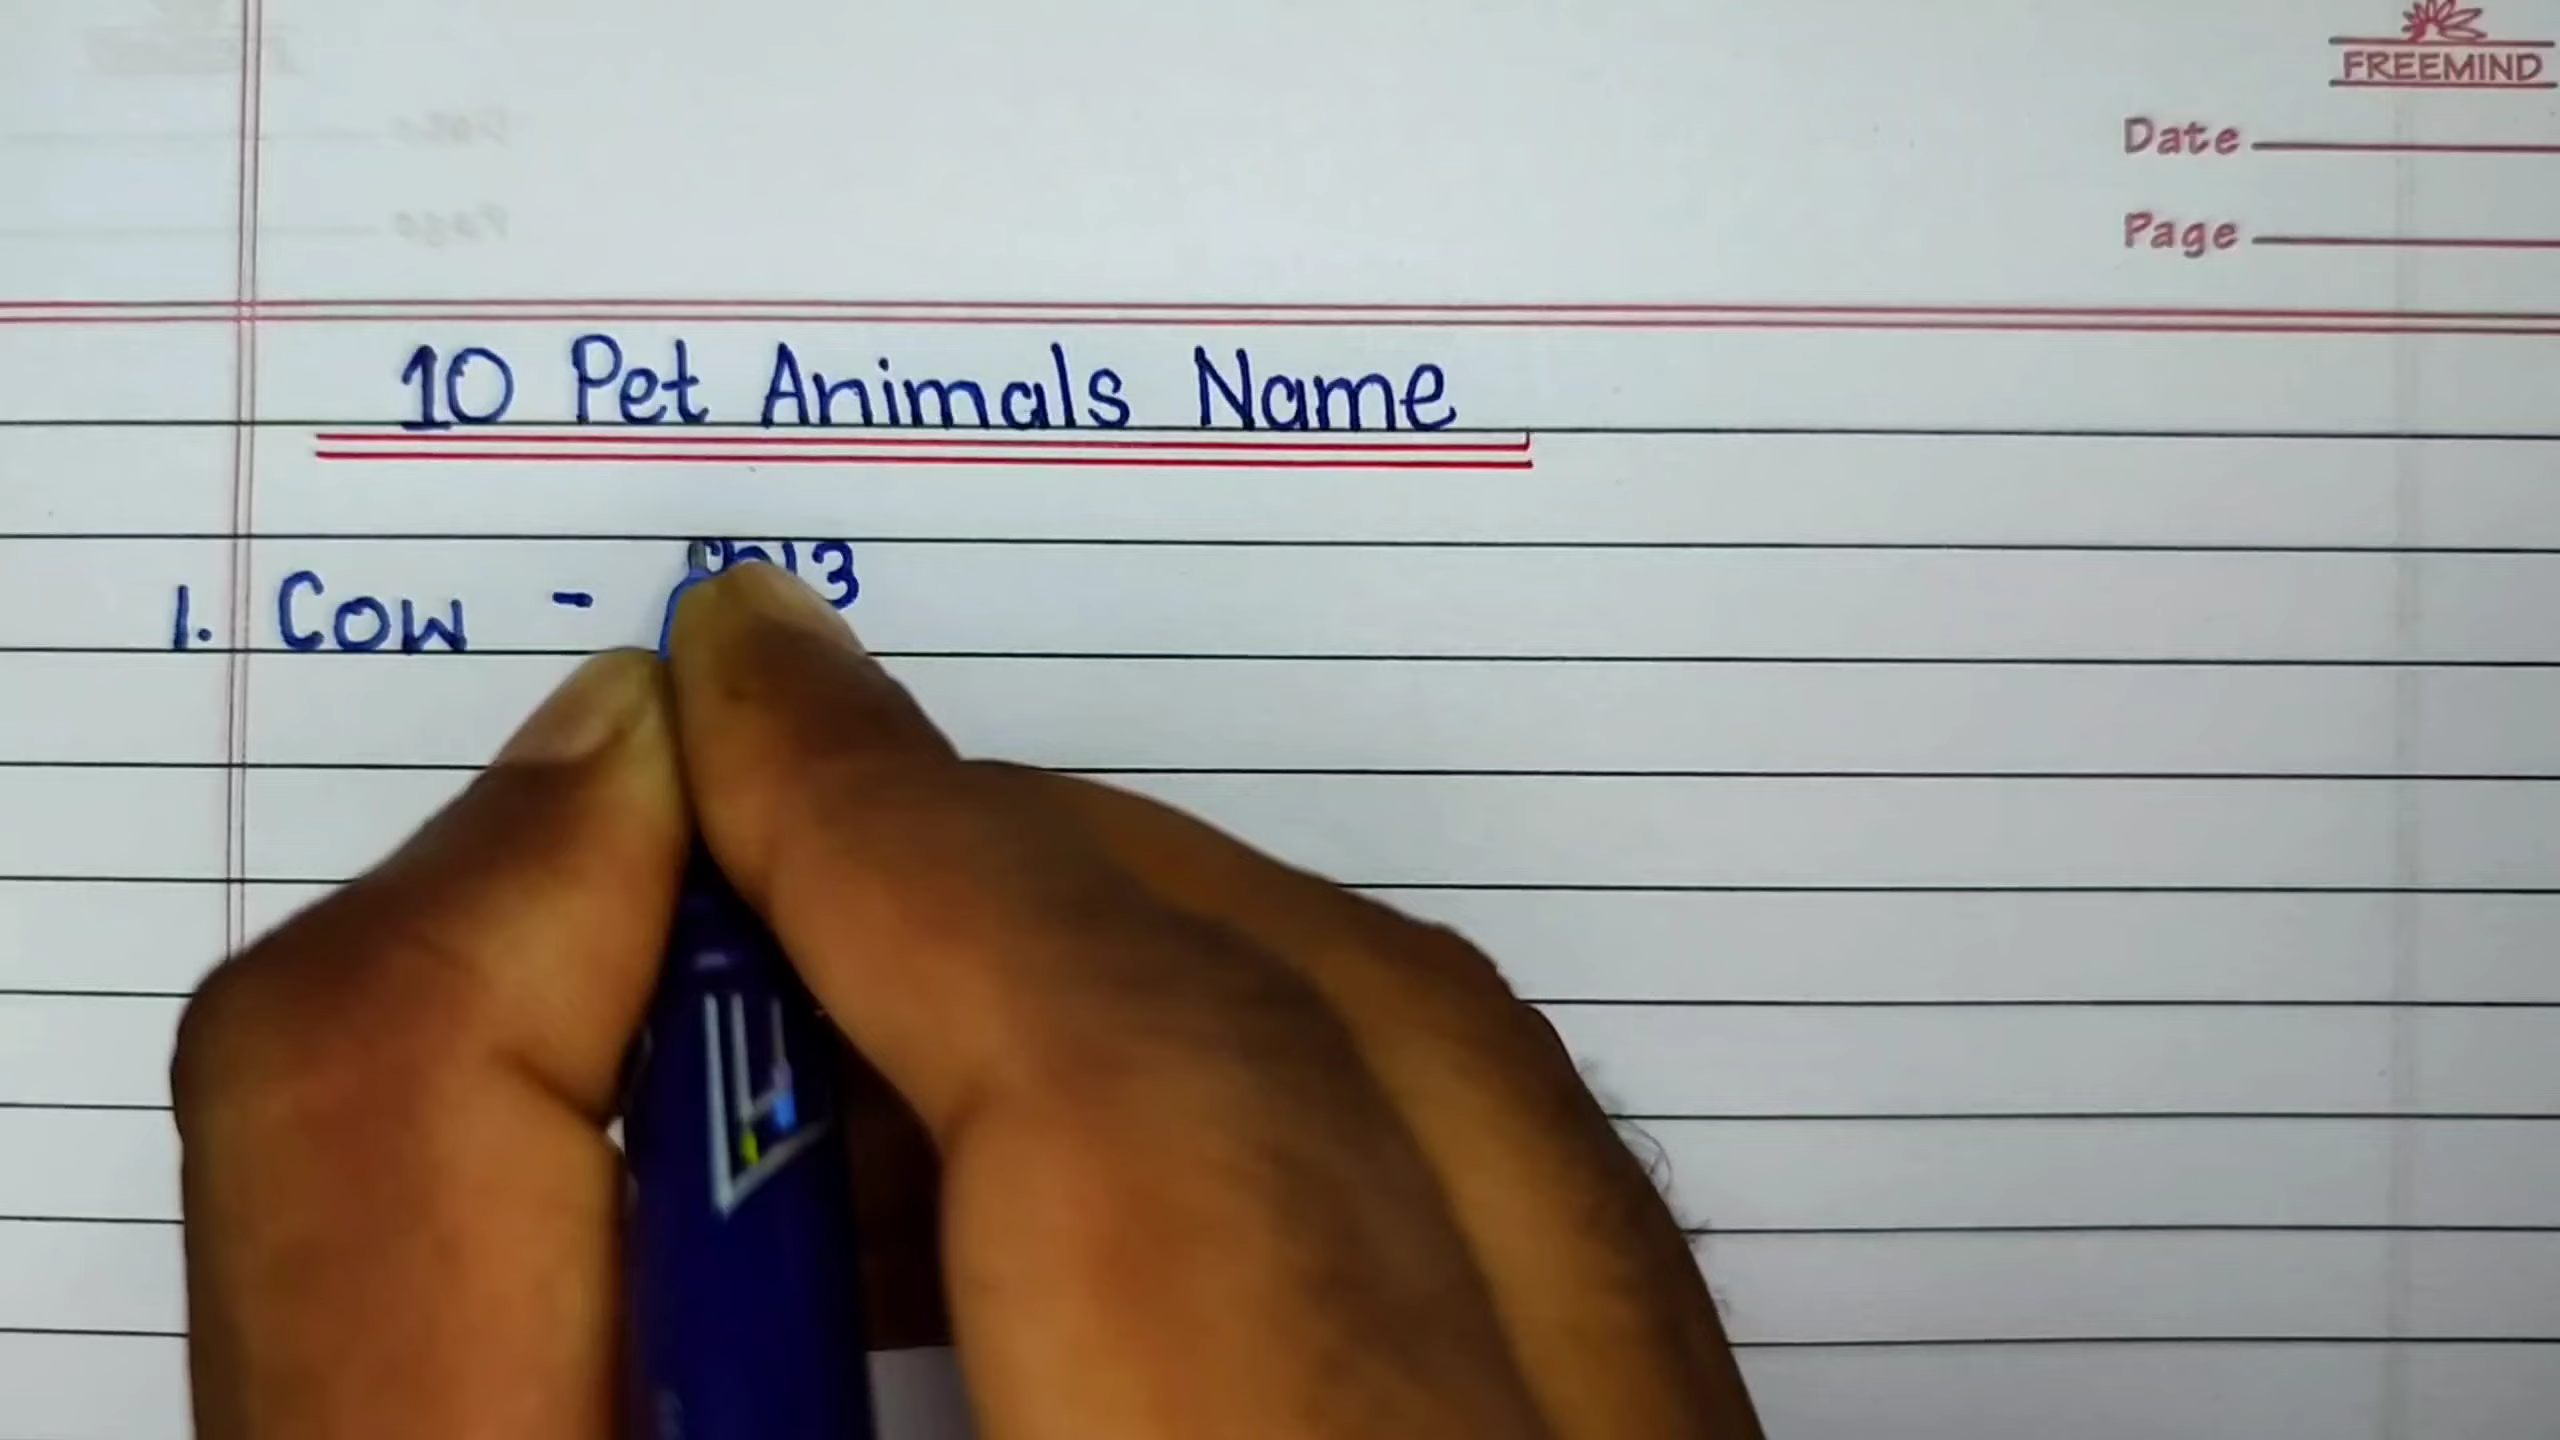 FREEMIND
Date
Page
10 Pet Animals Name
1. Cow -